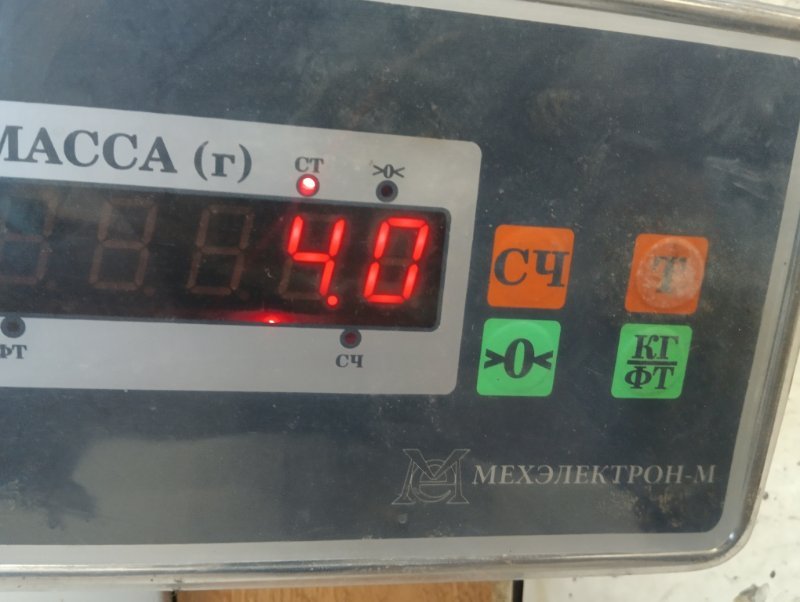 МАССА (г)
СТ
>0<
4.0
ФТ
СЧ
СЧ
Т
>0<
КГ
ФТ
МЕХЭЛЕКТРОН-М